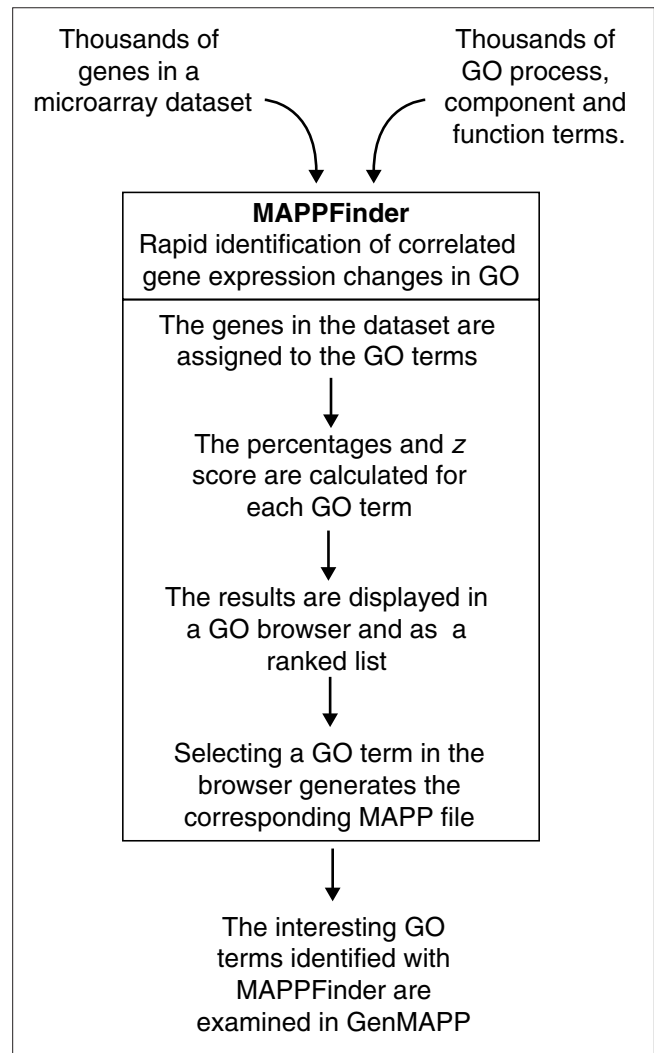 Thousands of
genes in a
microarray dataset
Thousands of
GO process,
component and
function terms.
MAPPFinder
Rapid identification of correlated
gene expression changes in GO
The genes in the dataset are
assigned to the GO terms
The percentages and z
score are calculated for
each GO term
The results are displayed in
a GO browser and as a
ranked list
Selecting a GO term in the
browser generates the
corresponding MAPP file
The interesting GO
terms identified with
MAPPFinder are
examined in GenMAPP